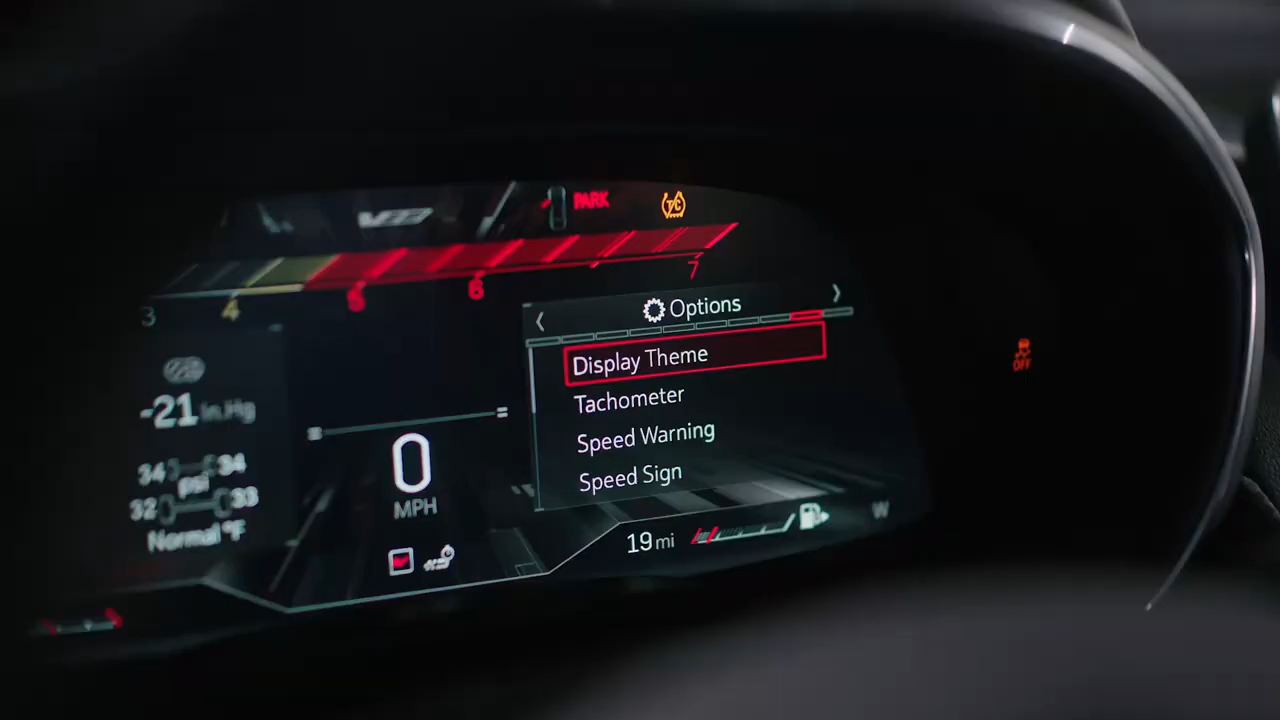 PARK
T/C
3 4 5 6 7
Options
Display Theme
Tachometer
Speed Warning
Speed Sign
-21 In.Hg
34 34
psi
32 33
Normal °F
0
MPH
19 mi
W
OFF